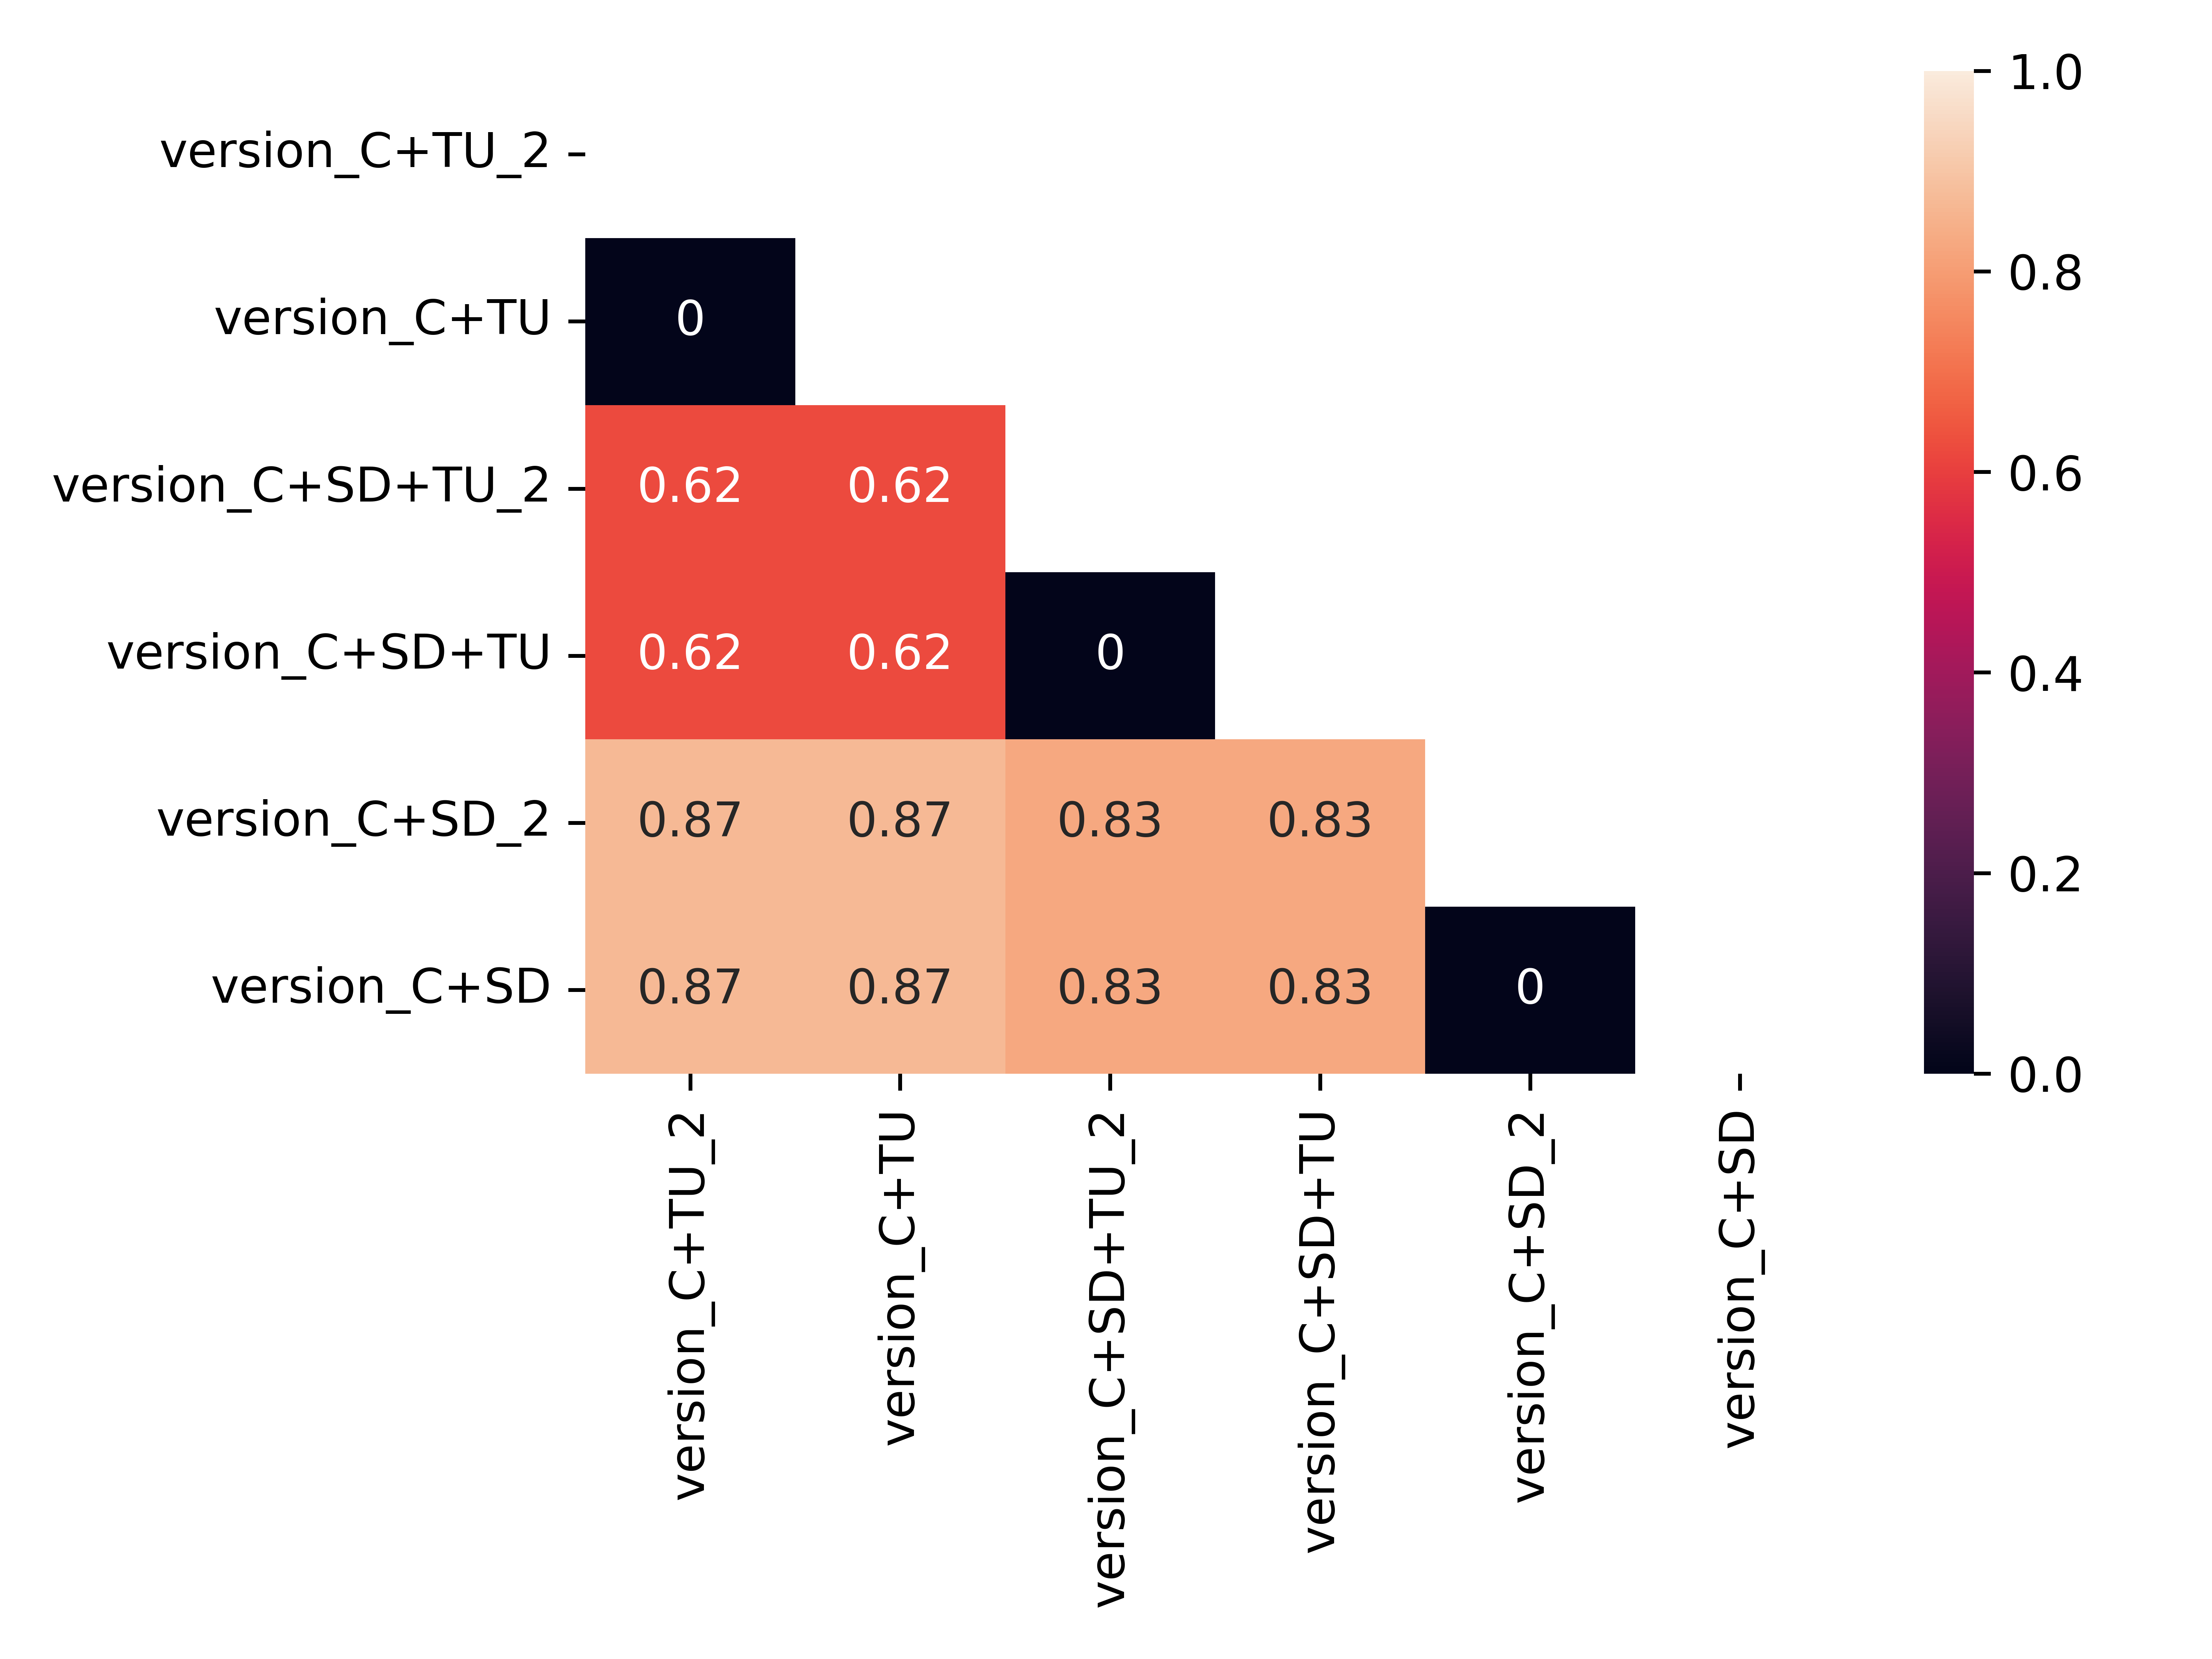 1.0
version_C+TU_2
0.8
version_C+TU
0
version_C+SD+TU_2
0.62 0.62
0.6
version_C+SD+TU
0.62 0.62 0
0.4
version_C+SD_2
0.87 0.87 0.83 0.83
0.2
version_C+SD
0.87 0.87 0.83 0.83 0
0.0
version_C+TU_2
version_C+TU
version_C+SD+TU_2
version_C+SD+TU
version_C+SD_2
version_C+SD